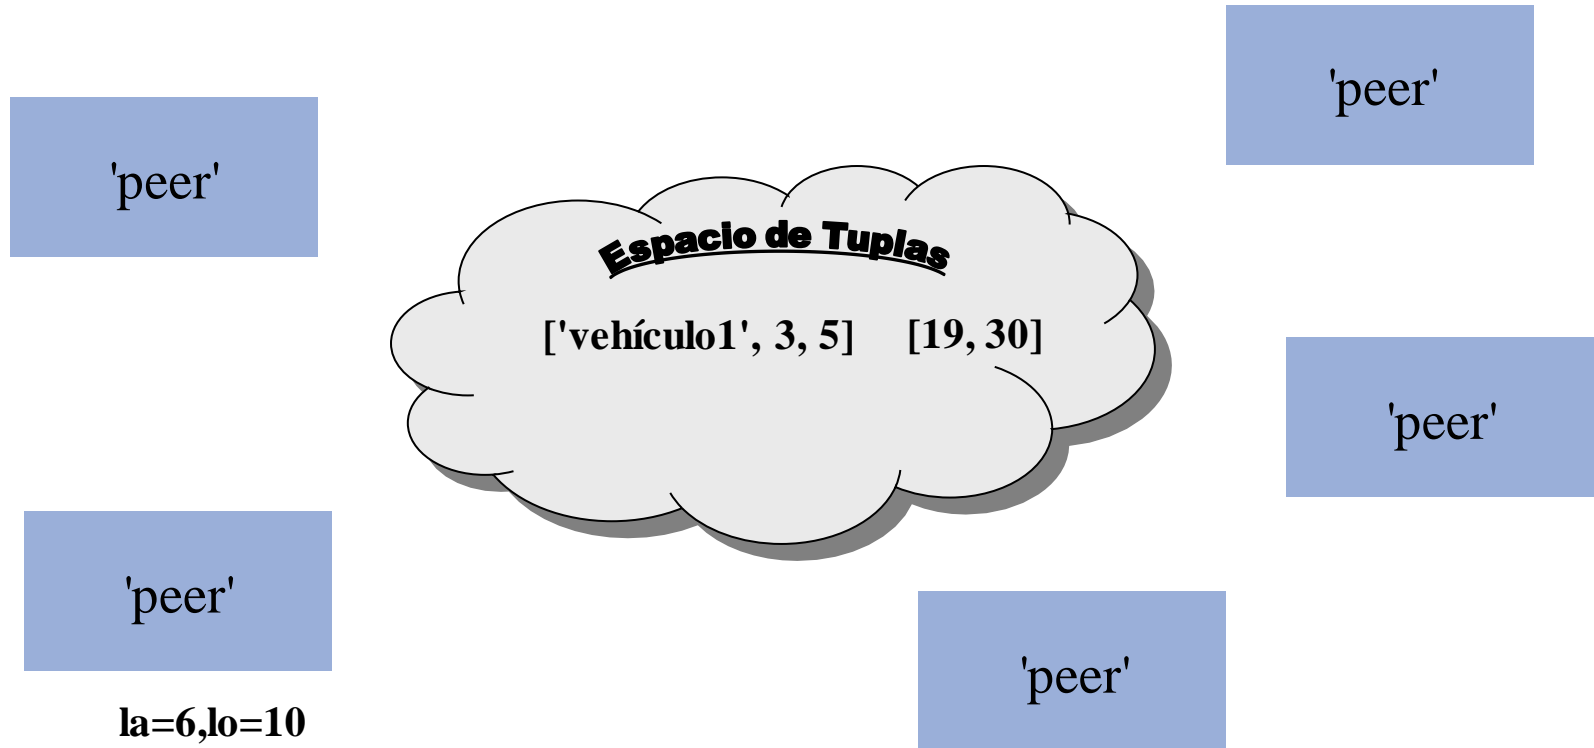 'peer'
'peer'
Espacio de Tuplas
['vehículo1', 3, 5] [19, 30]
'peer'
'peer'
'peer'
la=6,lo=10